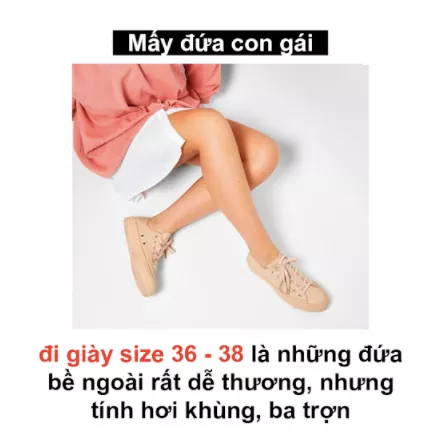 Mấy đứa con gái
đi giày size 36 - 38 là những đứa
bề ngoài rất dễ thương, nhưng
tính hơi khùng, ba trợn